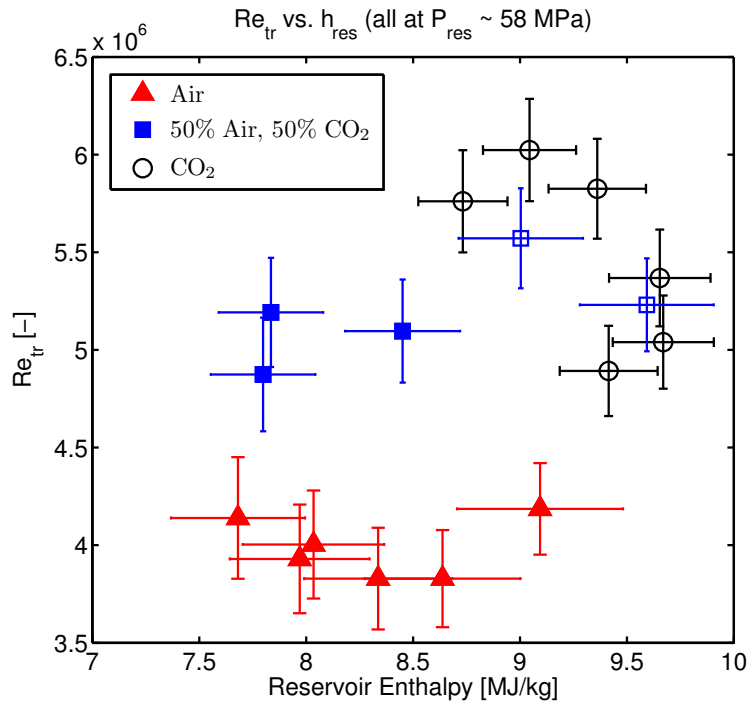 Re_tr vs. h_res (all at P_res ~ 58 MPa)
x 10^6
6.5
6
5.5
5
4.5
4
3.5
Re_tr [−]
Air
50% Air, 50% CO₂
CO₂
7 7.5 8 8.5 9 9.5 10
Reservoir Enthalpy [MJ/kg]